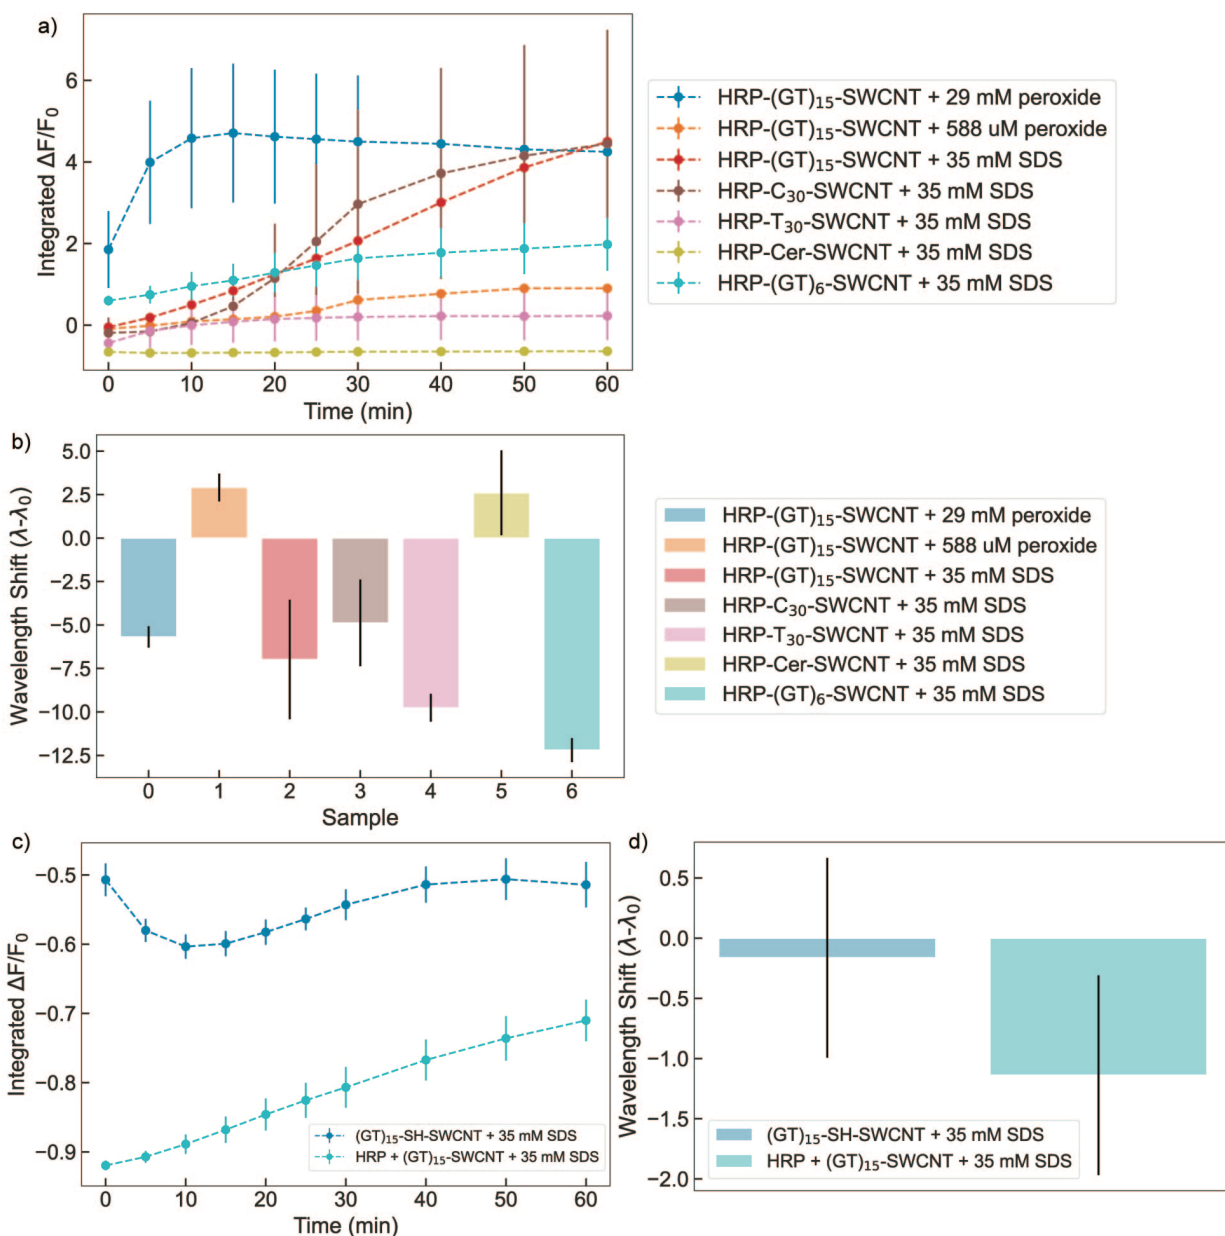 a)
Integrated ΔF/F₀
6
4
2
0
0 10 20 30 40 50 60
Time (min)
HRP-(GT)₁₅-SWCNT + 29 mM peroxide
HRP-(GT)₁₅-SWCNT + 588 uM peroxide
HRP-(GT)₁₅-SWCNT + 35 mM SDS
HRP-C₃₀-SWCNT + 35 mM SDS
HRP-T₃₀-SWCNT + 35 mM SDS
HRP-Cer-SWCNT + 35 mM SDS
HRP-(GT)₆-SWCNT + 35 mM SDS
b)
Wavelength Shift (λ-λ₀)
5.0
2.5
0.0
−2.5
−5.0
−7.5
−10.0
−12.5
0 1 2 3 4 5 6
Sample
HRP-(GT)₁₅-SWCNT + 29 mM peroxide
HRP-(GT)₁₅-SWCNT + 588 uM peroxide
HRP-(GT)₁₅-SWCNT + 35 mM SDS
HRP-C₃₀-SWCNT + 35 mM SDS
HRP-T₃₀-SWCNT + 35 mM SDS
HRP-Cer-SWCNT + 35 mM SDS
HRP-(GT)₆-SWCNT + 35 mM SDS
c)
Integrated ΔF/F₀
−0.5
−0.6
−0.7
−0.8
−0.9
(GT)₁₅-SH-SWCNT + 35 mM SDS
HRP + (GT)₁₅-SWCNT + 35 mM SDS
0 10 20 30 40 50 60
Time (min)
d)
Wavelength Shift (λ-λ₀)
0.5
0.0
−0.5
−1.0
−1.5
−2.0
(GT)₁₅-SH-SWCNT + 35 mM SDS
HRP + (GT)₁₅-SWCNT + 35 mM SDS